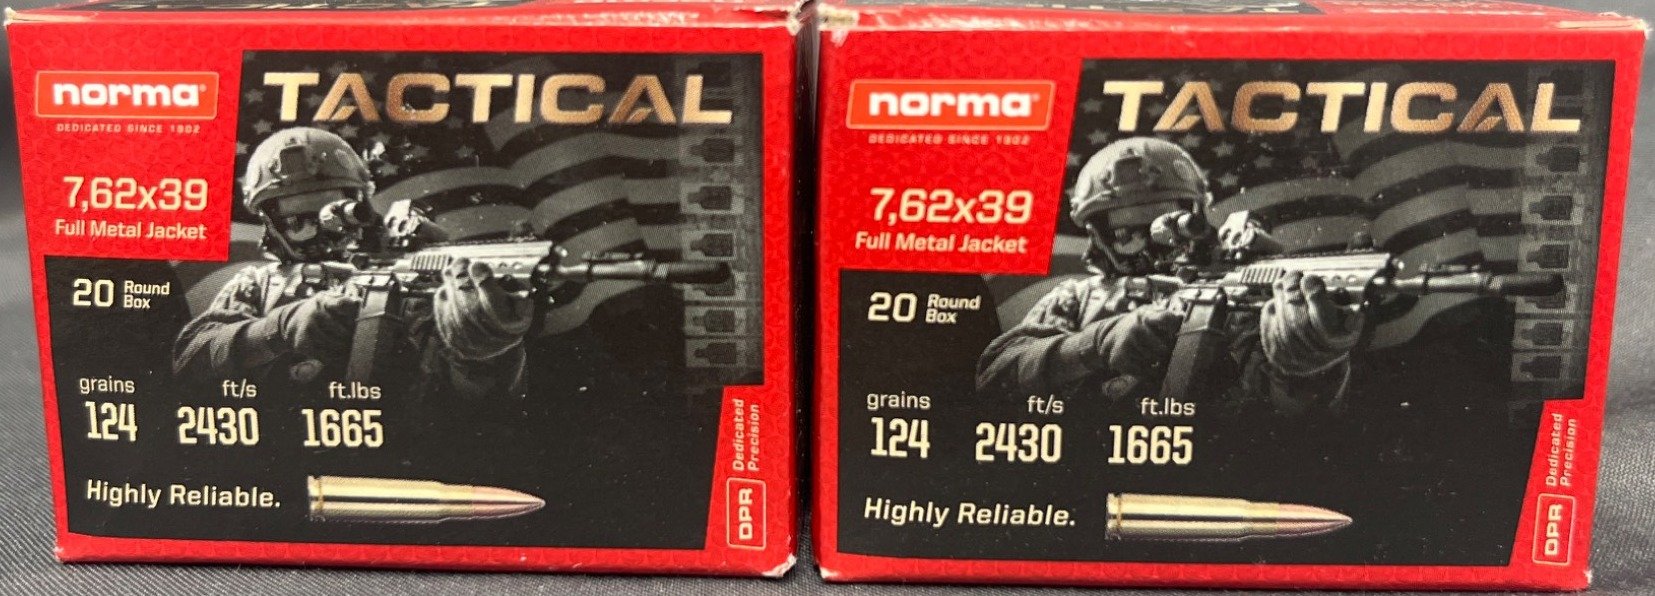 norma
TACTICAL
DEDICATED SINCE 1902
7,62x39
Full Metal Jacket
20 Round Box
grains ft/s ft.lbs
124 2430 1665
Highly Reliable.
Dedicated Precision
DPR
norma
TACTICAL
DEDICATED SINCE 1902
7,62x39
Full Metal Jacket
20 Round Box
grains ft/s ft.lbs
124 2430 1665
Highly Reliable.
Dedicated Precision
DPR